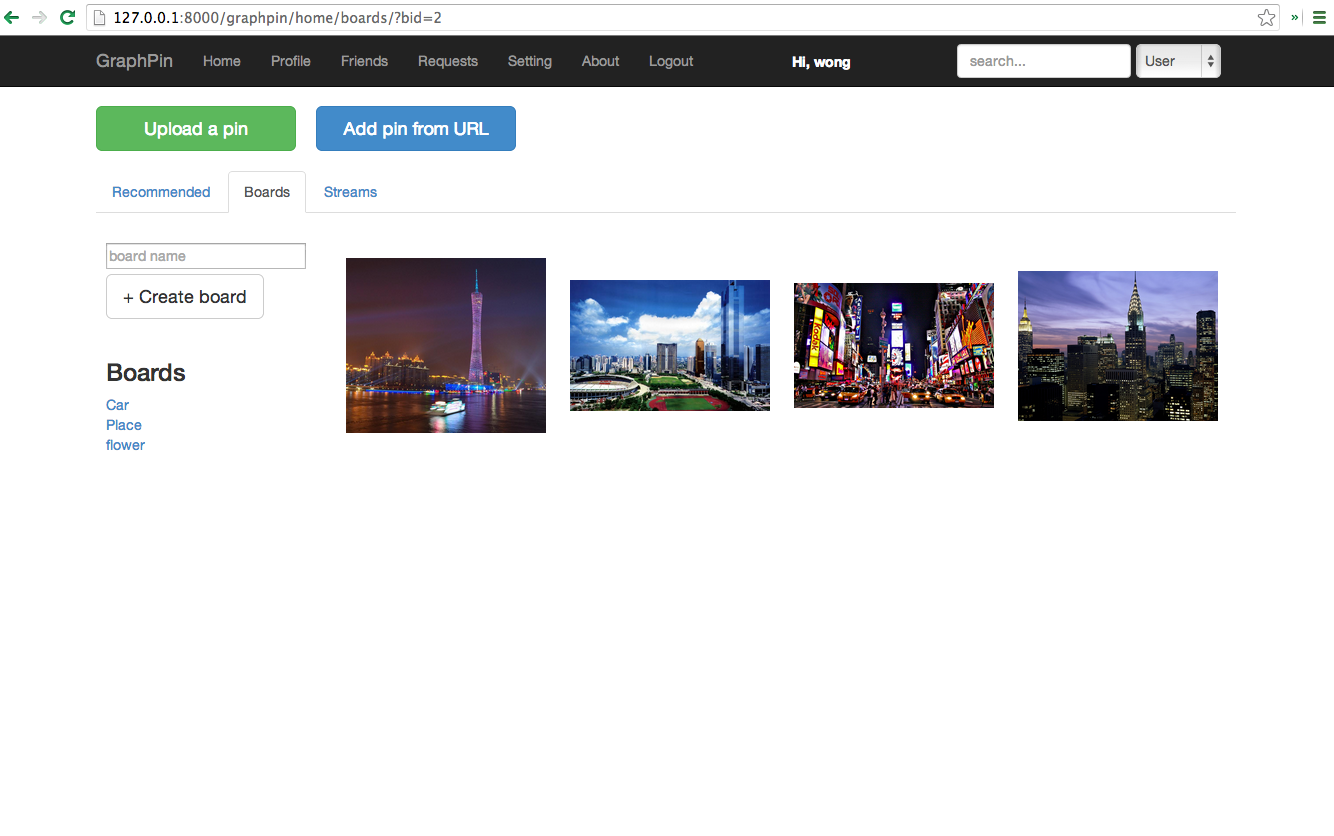 127.0.0.1:8000/graphpin/home/boards/?bid=2
»
GraphPin Home Profile Friends Requests Setting About Logout Hi, wong search... User
Upload a pin Add pin from URL
Recommended Boards Streams
board name
+ Create board
Boards
Car
Place
flower
Kodak